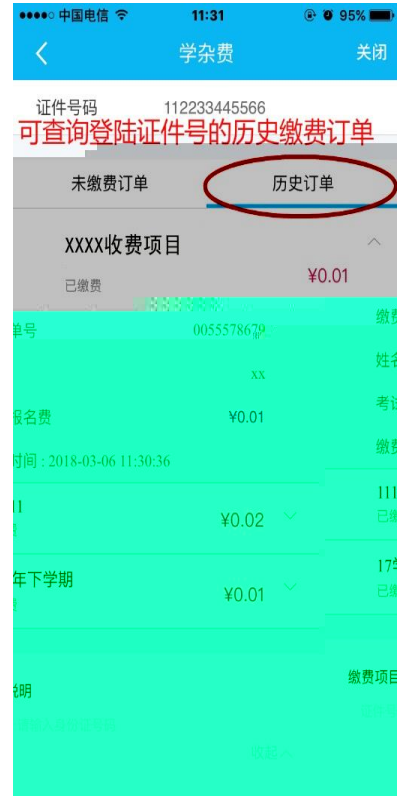 中国电信 11:31 95%
学杂费 关闭
证件号码 112233445566
可查询登陆证件号的历史缴费订单
未缴费订单 历史订单
XXXX收费项目
已缴费 ¥0.01
单号 0055578679 缴费
xx 姓名
报名费 ¥0.01 考试
时间 : 2018-03-06 11:30:36 缴费
11 ¥0.02 111
已缴
年下学期 ¥0.01 17学
已缴
说明 缴费项目
收起